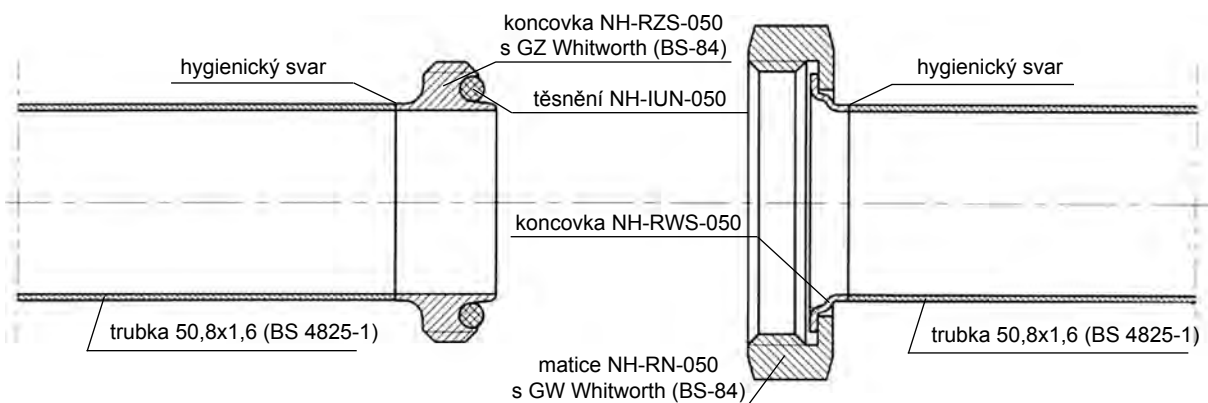 koncovka NH-RZS-050
s GZ Whitworth (BS-84)
hygienický svar
hygienický svar
těsnění NH-IUN-050
koncovka NH-RWS-050
trubka 50,8x1,6 (BS 4825-1)
trubka 50,8x1,6 (BS 4825-1)
matice NH-RN-050
s GW Whitworth (BS-84)